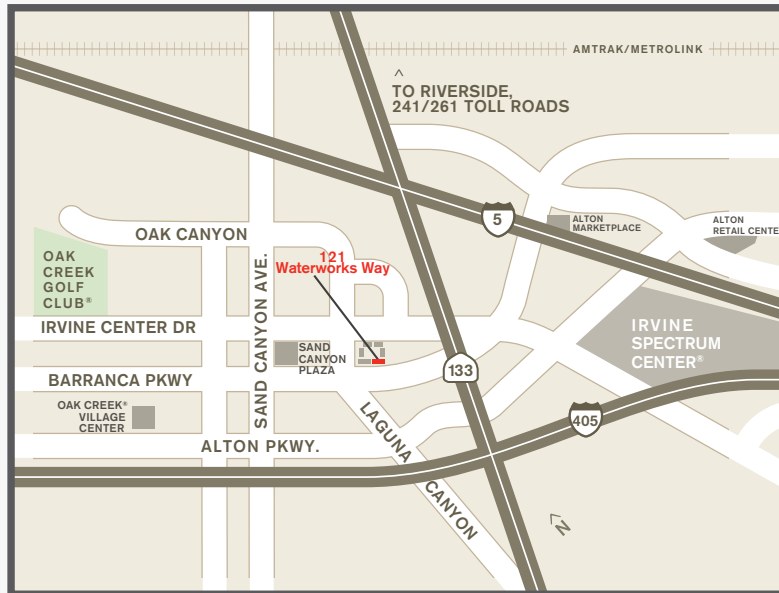 AMTRAK/METROLINK
TO RIVERSIDE,
241/261 TOLL ROADS
5
ALTON
MARKETPLACE
ALTON
RETAIL CENTE
OAK CANYON
121
Waterworks Way
OAK
CREEK
GOLF
CLUB®
SAND CANYON AVE.
IRVINE CENTER DR
IRVINE
SPECTRUM
CENTER®
SAND
CANYON
PLAZA
BARRANCA PKWY
133
OAK CREEK®
VILLAGE
CENTER
405
ALTON PKWY.
LAGUNA CANYON
N